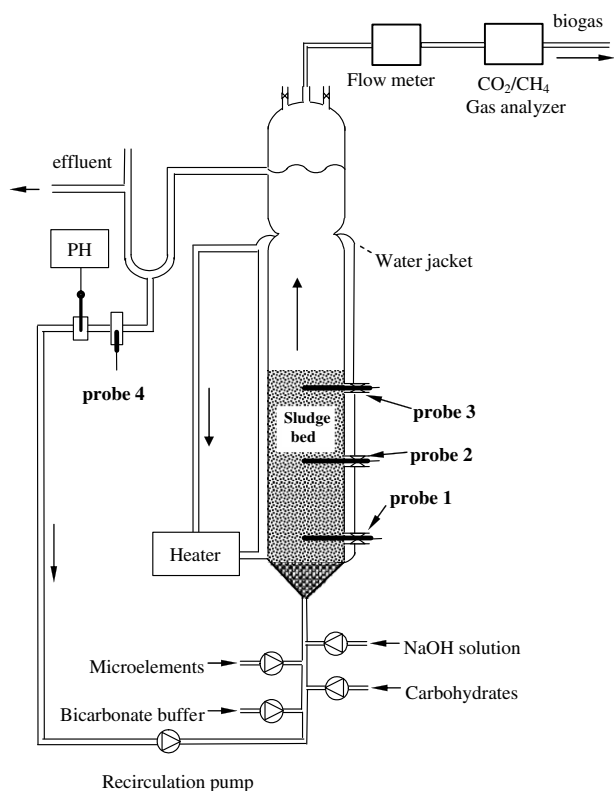 biogas
Flow meter
CO₂/CH₄
Gas analyzer
effluent
PH
Water jacket
probe 4
probe 3
Sludge
bed
probe 2
probe 1
Heater
NaOH solution
Microelements
Carbohydrates
Bicarbonate buffer
Recirculation pump